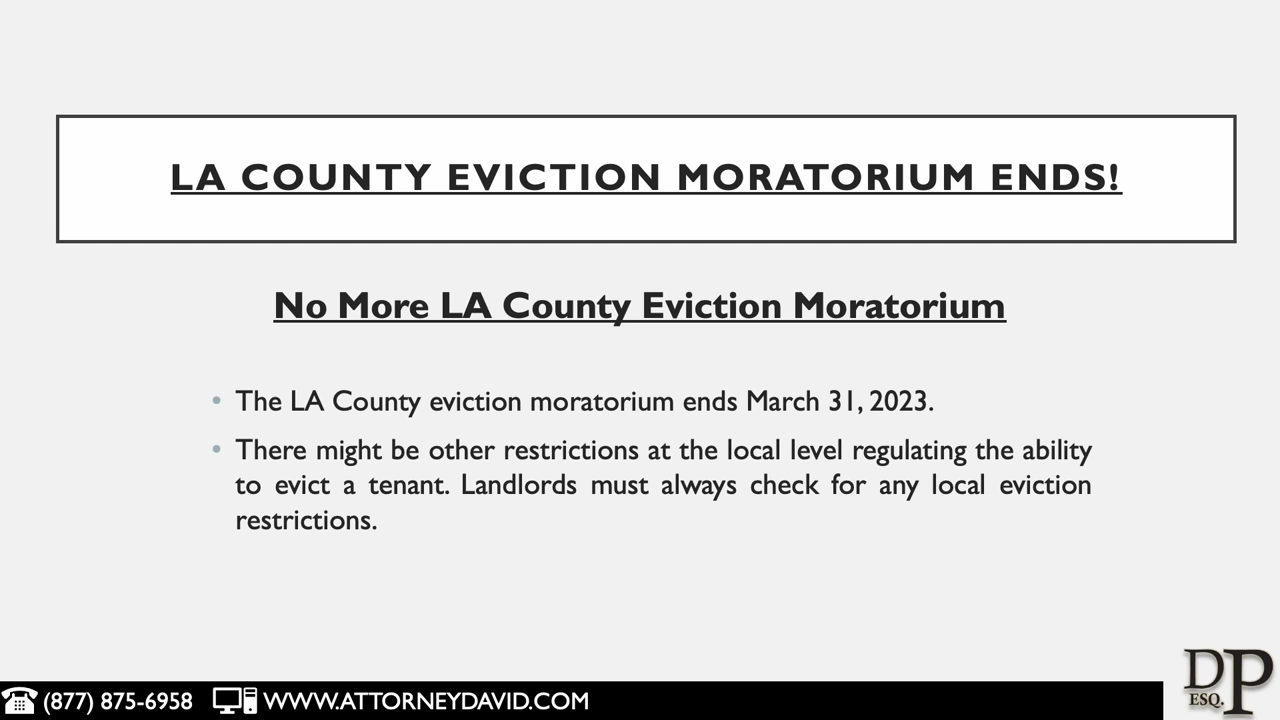 LA COUNTY EVICTION MORATORIUM ENDS!
No More LA County Eviction Moratorium
• The LA County eviction moratorium ends March 31, 2023.
• There might be other restrictions at the local level regulating the ability
to evict a tenant. Landlords must always check for any local eviction
restrictions.
(877) 875-6958 WWW.ATTORNEYDAVID.COM
DP
ESQ.